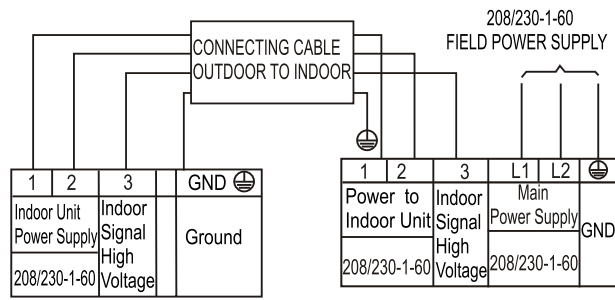 208/230-1-60
FIELD POWER SUPPLY
CONNECTING CABLE
OUTDOOR TO INDOOR
1 2 3 GND
Indoor Unit
Power Supply
208/230-1-60
Indoor
Signal
High
Voltage
Ground
1 2 3 L1 L2
Power to
Indoor Unit
208/230-1-60
Indoor
Signal
High
Voltage
Main
Power Supply
208/230-1-60
GND